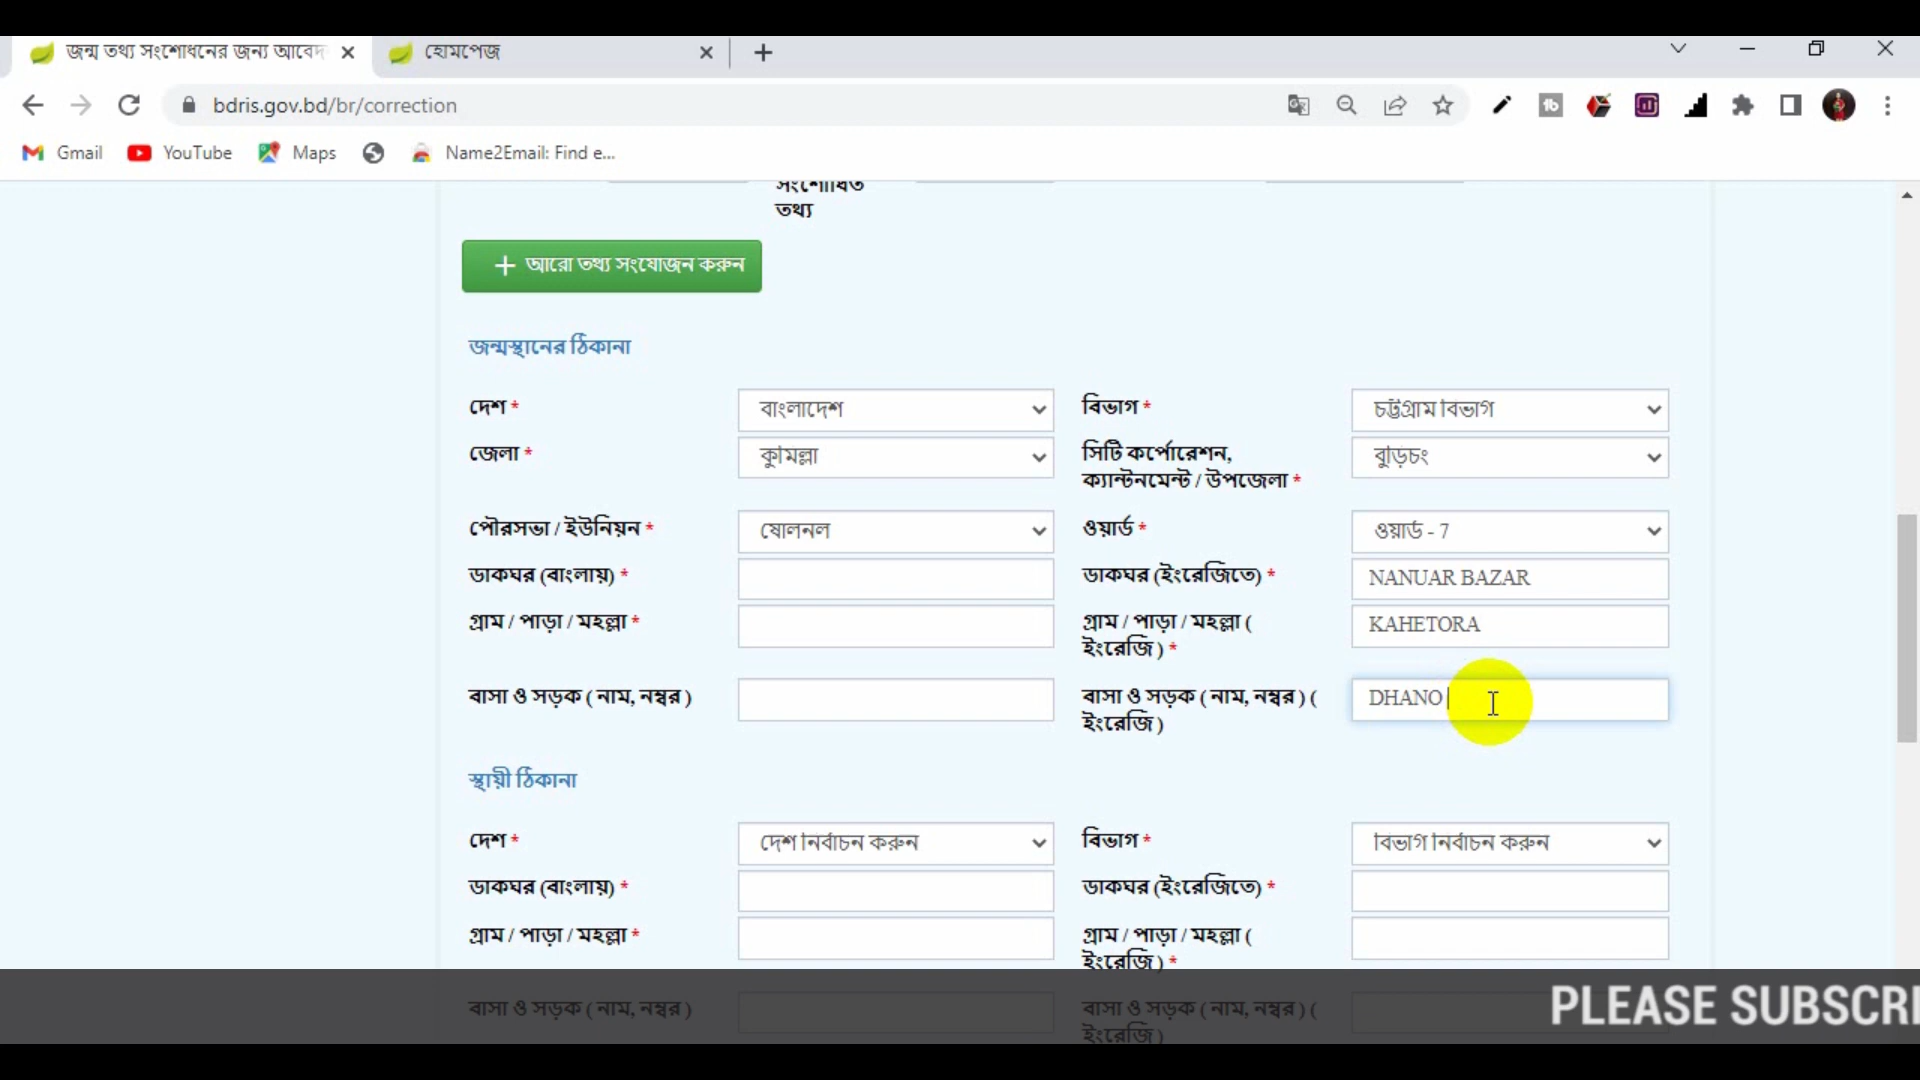 জন্ম তথ্য সংশোধনের জন্য আবেদ
হোমপেজ
bdris.gov.bd/br/correction
Gmail YouTube Maps Name2Email: Find e...
সংশোধিত
তথ্য
+ আরো তথ্য সংযোজন করুন
জন্মস্থানের ঠিকানা
দেশ * বাংলাদেশ বিভাগ * চট্টগ্রাম বিভাগ
জেলা * কুমিল্লা সিটি কর্পোরেশন, ক্যান্টনমেন্ট / উপজেলা * বুড়িচং
পৌরসভা / ইউনিয়ন * ষোলনল ওয়ার্ড * ওয়ার্ড - 7
ডাকঘর (বাংলায়) * ডাকঘর (ইংরেজিতে) * NANUAR BAZAR
গ্রাম / পাড়া / মহল্লা * গ্রাম / পাড়া / মহল্লা ( ইংরেজি ) * KAHETORA
বাসা ও সড়ক ( নাম, নম্বর ) বাসা ও সড়ক ( নাম, নম্বর ) ( ইংরেজি ) DHANO
স্থায়ী ঠিকানা
দেশ * দেশ নির্বাচন করুন বিভাগ * বিভাগ নির্বাচন করুন
ডাকঘর (বাংলায়) * ডাকঘর (ইংরেজিতে) *
গ্রাম / পাড়া / মহল্লা * গ্রাম / পাড়া / মহল্লা ( ইংরেজি ) *
বাসা ও সড়ক ( নাম, নম্বর ) বাসা ও সড়ক ( নাম, নম্বর ) ( ইংরেজি )
PLEASE SUBSCRI